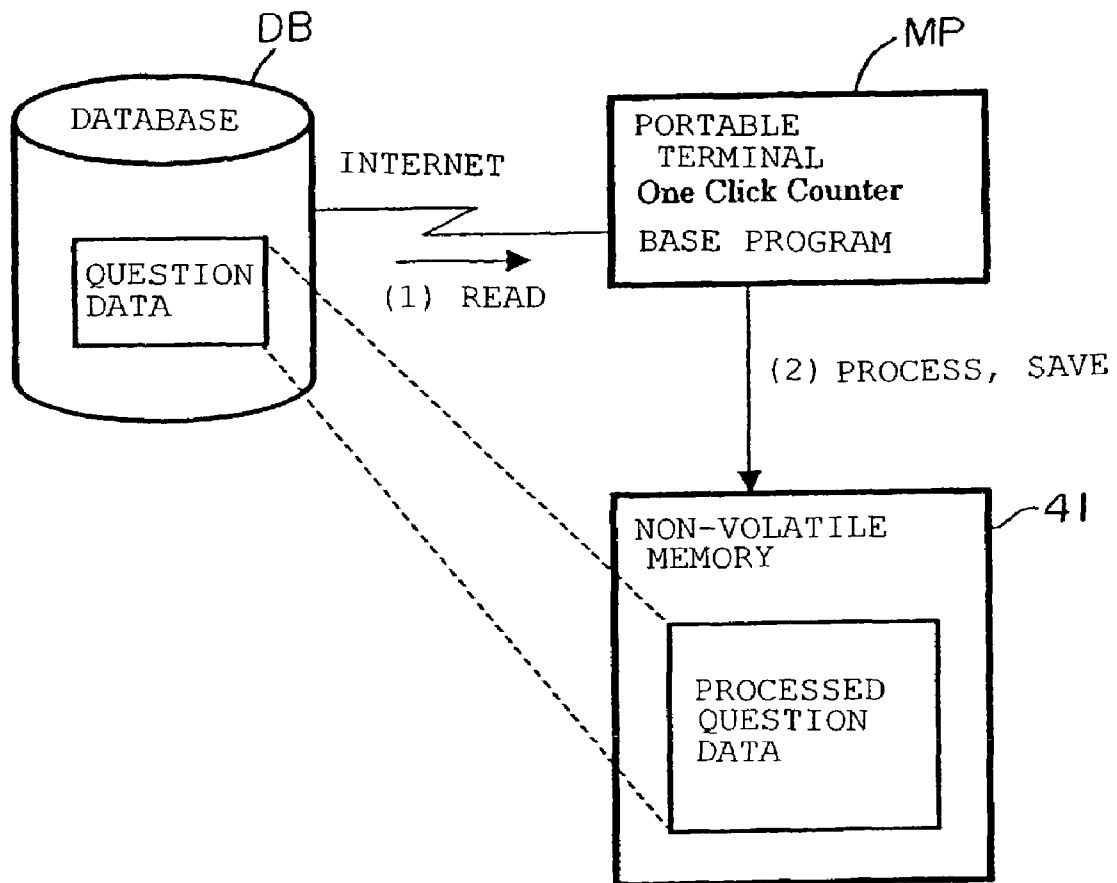 DB
MP
DATABASE
PORTABLE
TERMINAL
One Click Counter
BASE PROGRAM
INTERNET
QUESTION
DATA
(1) READ
(2) PROCESS, SAVE
41
NON-VOLATILE
MEMORY
PROCESSED
QUESTION
DATA